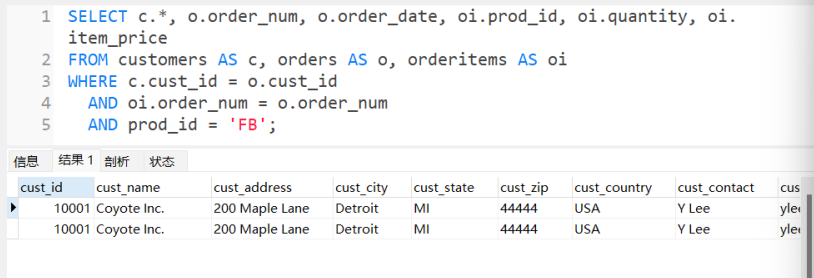 1 SELECT c.*, o.order_num, o.order_date, oi.prod_id, oi.quantity, oi.
item_price
2 FROM customers AS c, orders AS o, orderitems AS oi
3 WHERE c.cust_id = o.cust_id
4 AND oi.order_num = o.order_num
5 AND prod_id = 'FB';
信息 结果 1 剖析 状态
cust_id cust_name cust_address cust_city cust_state cust_zip cust_country cust_contact cus
10001 Coyote Inc. 200 Maple Lane Detroit MI 44444 USA Y Lee ylee
10001 Coyote Inc. 200 Maple Lane Detroit MI 44444 USA Y Lee ylee